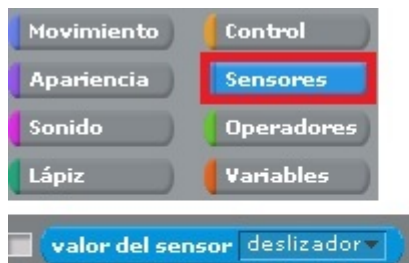 Movimiento Control
Apariencia Sensores
Sonido Operadores
Lápiz Variables
valor del sensor deslizador